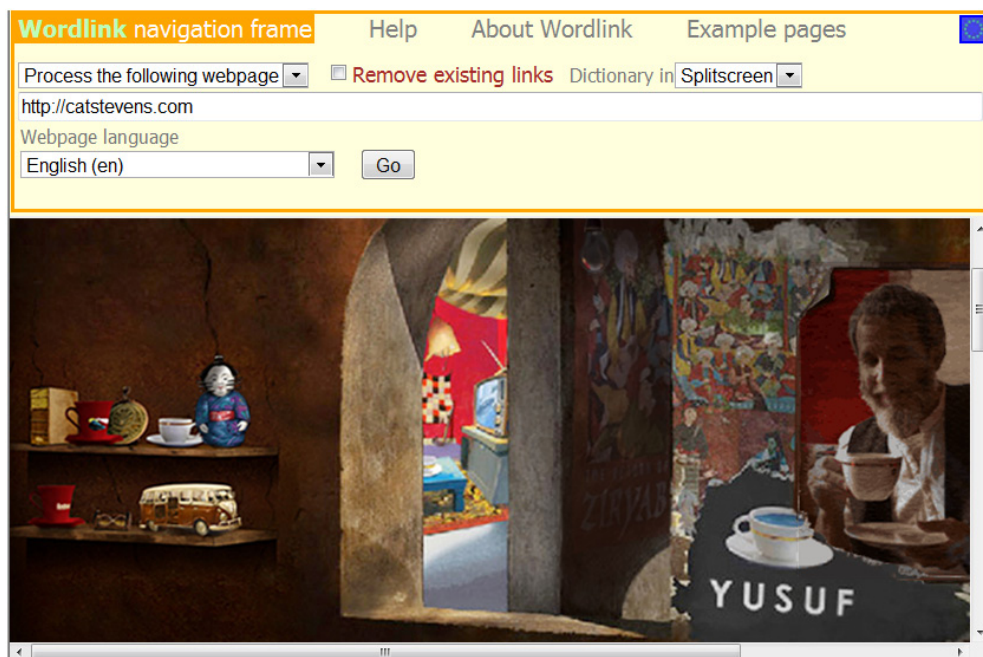 Wordlink navigation frame Help About Wordlink Example pages
Process the following webpage Remove existing links Dictionary in Splitscreen
http://catstevens.com
Webpage language
English (en) Go
ZIRYAB
YUSUF